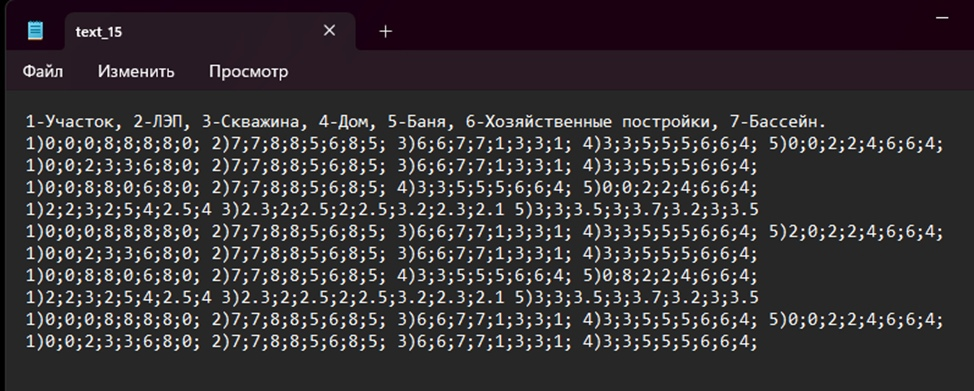 text_15
Файл Изменить Просмотр
1-Участок, 2-ЛЭП, 3-Скважина, 4-Дом, 5-Баня, 6-Хозяйственные постройки, 7-Бассейн.
1)0;0;0;8;8;8;8;0; 2)7;7;8;8;5;6;8;5; 3)6;6;7;7;1;3;3;1; 4)3;3;5;5;5;6;6;4; 5)0;0;2;2;4;6;6;4;
1)0;0;2;3;3;6;8;0; 2)7;7;8;8;5;6;8;5; 3)6;6;7;7;1;3;3;1; 4)3;3;5;5;5;6;6;4;
1)0;0;8;8;0;6;8;0; 2)7;7;8;8;5;6;8;5; 4)3;3;5;5;5;6;6;4 5)0;0;2;2;4;6;6;4;
1)2;2;3;2;5;4;2.5;4 3)2.3;2;2.5;2;2.5;3.2;2.3;2.1 5)3;3;3.5;3;3.7;3.2;3;3.5
1)0;0;0;8;8;8;8;0; 2)7;7;8;8;5;6;8;5; 3)6;6;7;7;1;3;3;1; 4)3;3;5;5;5;6;6;4; 5)2;0;2;2;4;6;6;4;
1)0;0;2;3;3;6;8;0; 2)7;7;8;8;5;6;8;5; 3)6;6;7;7;1;3;3;1; 4)3;3;5;5;5;6;6;4;
1)0;0;8;8;0;6;8;0; 2)7;7;8;8;5;6;8;5; 4)3;3;5;5;5;6;6;4 5)0;8;2;2;4;6;6;4;
1)2;2;3;2;5;4;2.5;4 3)2.3;2;2.5;2;2.5;3.2;2.3;2.1 5)3;3;3.5;3;3.7;3.2;3;3.5
1)0;0;0;8;8;8;8;0; 2)7;7;8;8;5;6;8;5; 3)6;6;7;7;1;3;3;1; 4)3;3;5;5;5;6;6;4; 5)0;0;2;2;4;6;6;4;
1)0;0;2;3;3;6;8;0; 2)7;7;8;8;5;6;8;5; 3)6;6;7;7;1;3;3;1; 4)3;3;5;5;5;6;6;4;